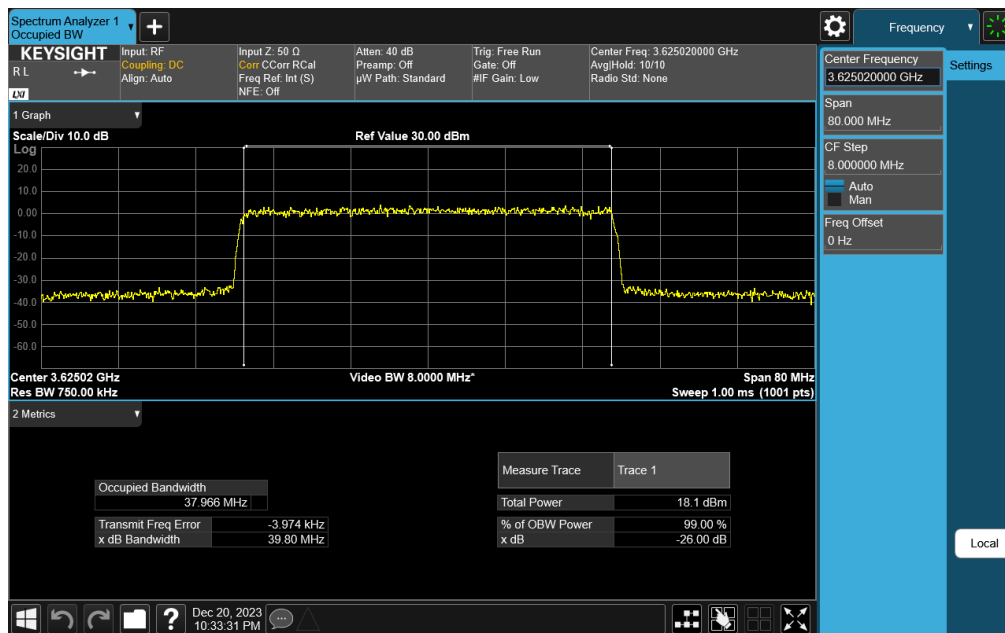 Spectrum Analyzer 1
Occupied BW
Frequency
KEYSIGHT
R L
LXI
Input: RF
Coupling: DC
Align: Auto
Input Z: 50 Ω
Corr CCorr RCal
Freq Ref: Int (S)
NFE: Off
Atten: 40 dB
Preamp: Off
µW Path: Standard
Trig: Free Run
Gate: Off
#IF Gain: Low
Center Freq: 3.625020000 GHz
Avg|Hold: 10/10
Radio Std: None
Center Frequency
3.625020000 GHz
Settings
Span
80.000 MHz
CF Step
8.000000 MHz
Auto
Man
Freq Offset
0 Hz
1 Graph
Scale/Div 10.0 dB
Ref Value 30.00 dBm
Log
20.0
10.0
0.00
-10.0
-20.0
-30.0
-40.0
-50.0
-60.0
Center 3.62502 GHz
Video BW 8.0000 MHz*
Span 80 MHz
Res BW 750.00 kHz
Sweep 1.00 ms (1001 pts)
2 Metrics
Occupied Bandwidth
37.966 MHz
Transmit Freq Error -3.974 kHz
x dB Bandwidth 39.80 MHz
Measure Trace Trace 1
Total Power 18.1 dBm
% of OBW Power 99.00 %
x dB -26.00 dB
Local
Dec 20, 2023
10:33:31 PM